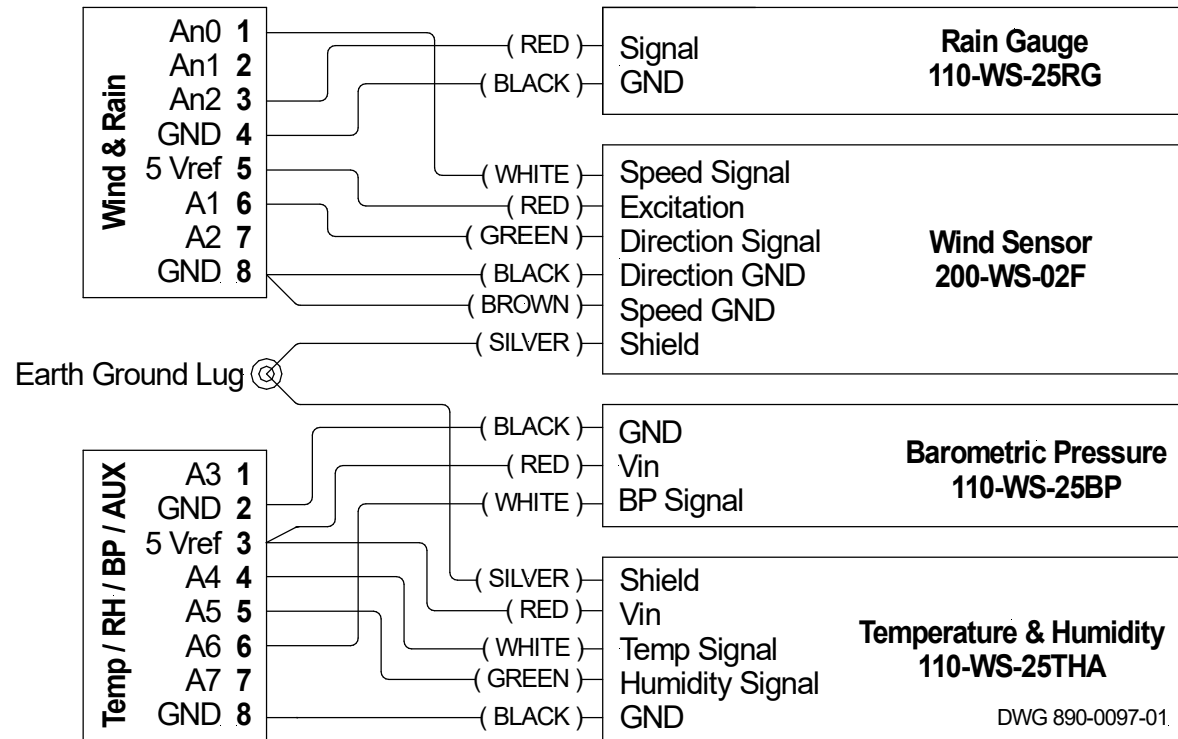 Wind & Rain
An0 1
An1 2
An2 3
GND 4
5 Vref 5
A1 6
A2 7
GND 8
( RED )
( BLACK )
Signal
GND
Rain Gauge
110-WS-25RG
( WHITE )
( RED )
( GREEN )
( BLACK )
( BROWN )
( SILVER )
Speed Signal
Excitation
Direction Signal
Direction GND
Speed GND
Shield
Wind Sensor
200-WS-02F
Earth Ground Lug
Temp / RH / BP / AUX
A3 1
GND 2
5 Vref 3
A4 4
A5 5
A6 6
A7 7
GND 8
( BLACK )
( RED )
( WHITE )
GND
Vin
BP Signal
Barometric Pressure
110-WS-25BP
( SILVER )
( RED )
( WHITE )
( GREEN )
( BLACK )
Shield
Vin
Temp Signal
Humidity Signal
GND
Temperature & Humidity
110-WS-25THA
DWG 890-0097-01